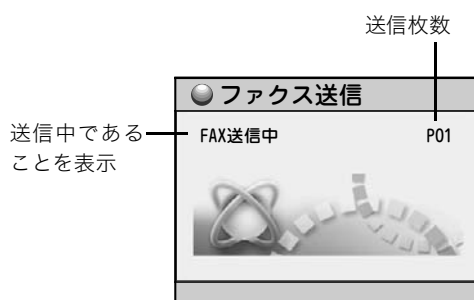 送信枚数
ファクス送信
送信中である
ことを表示
FAX送信中 P01